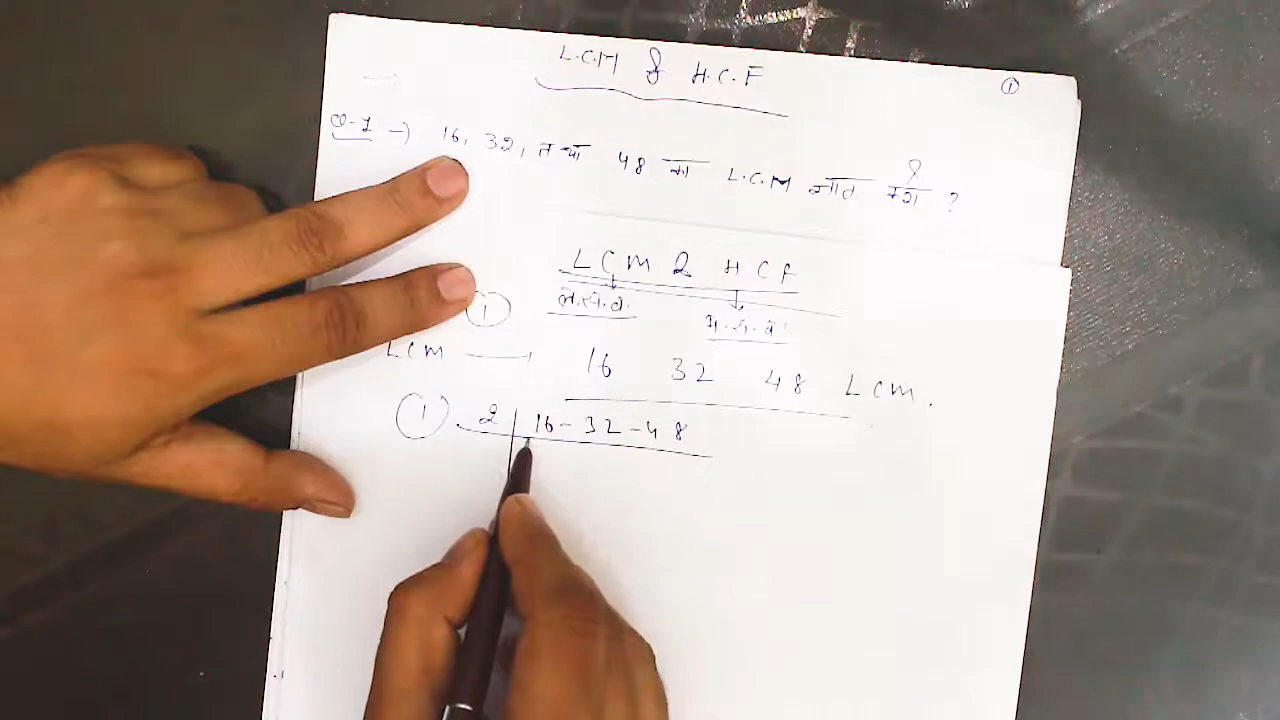 L.C.M & H.C.F
①
Q-1 → 16, 32, तथा 48 का L.C.M ज्ञात करो ?
LCM & HCF
ल.स.व.
म.स.व.
①
LCM → 16 32 48 LCM.
① 2 | 16 - 32 - 48